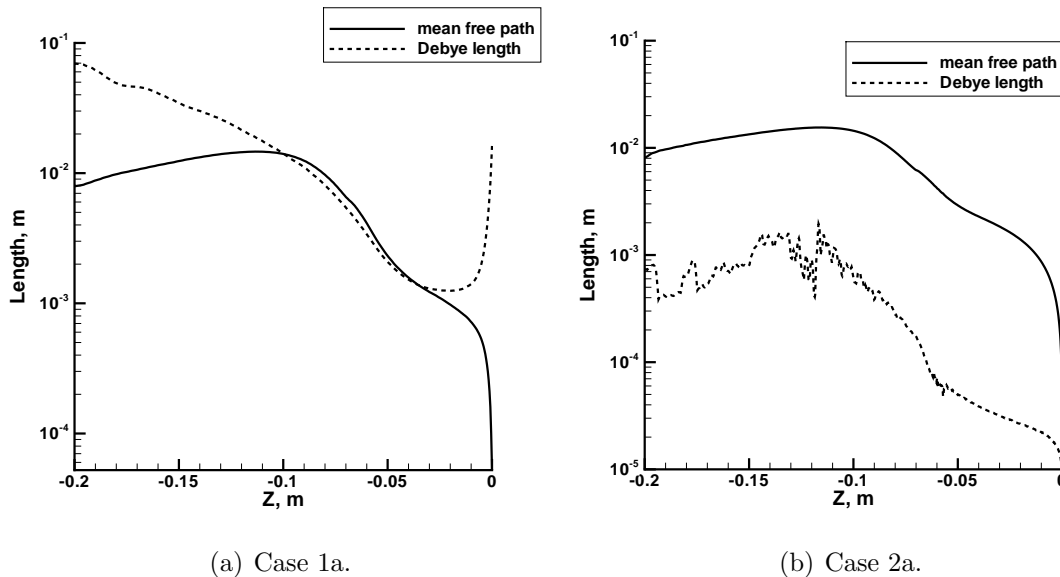 mean free path
Debye length
10^-1
10^-2
10^-3
10^-4
Length, m
-0.2
-0.15
-0.1
-0.05
0
Z, m
(a) Case 1a.
mean free path
Debye length
10^-1
10^-2
10^-3
10^-4
10^-5
Length, m
-0.2
-0.15
-0.1
-0.05
0
Z, m
(b) Case 2a.